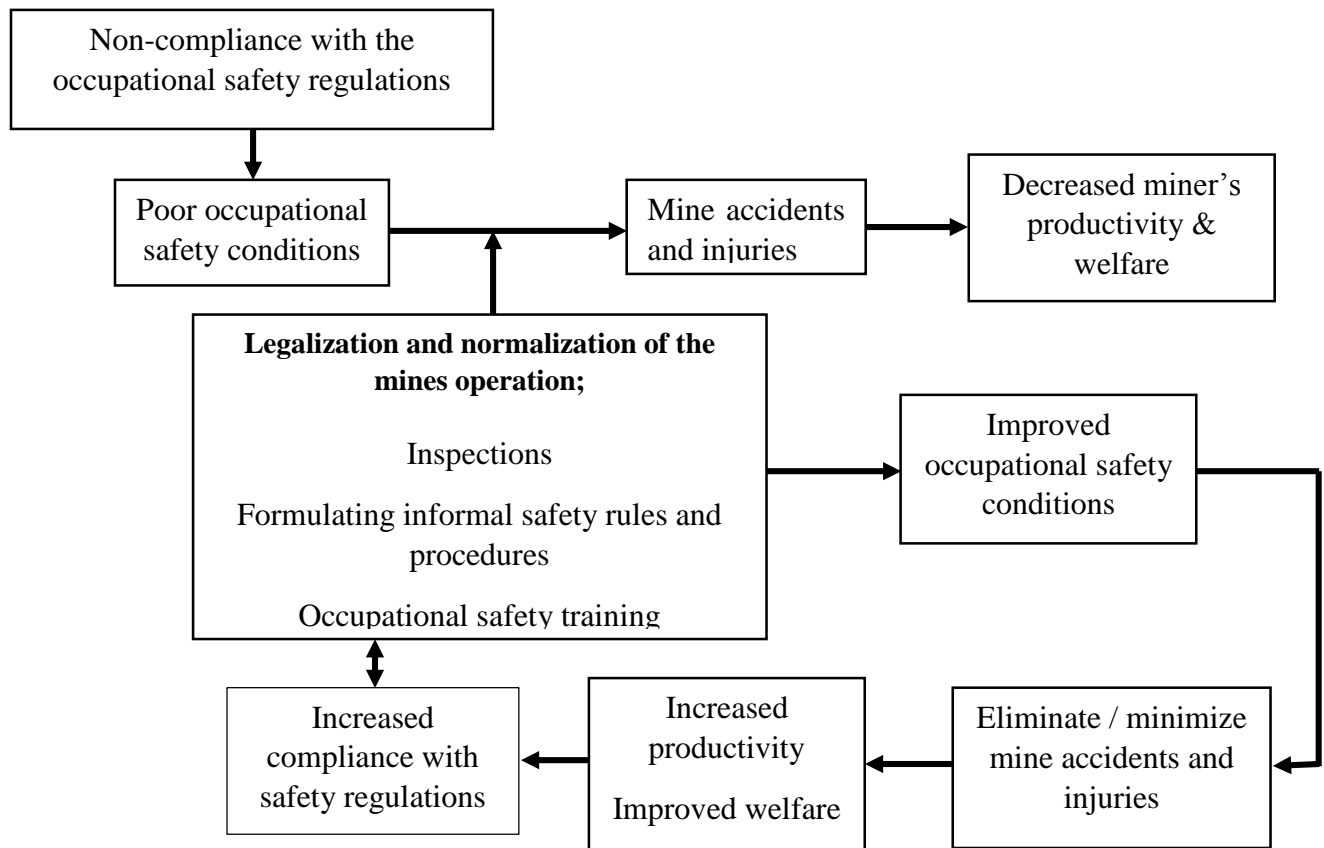 Non-compliance with the
occupational safety regulations
Poor occupational
safety conditions
Mine accidents
and injuries
Decreased miner’s
productivity &
welfare
Legalization and normalization of the
mines operation;
Inspections
Formulating informal safety rules and
procedures
Occupational safety training
Improved
occupational safety
conditions
Increased
compliance with
safety regulations
Increased
productivity
Improved welfare
Eliminate / minimize
mine accidents and
injuries